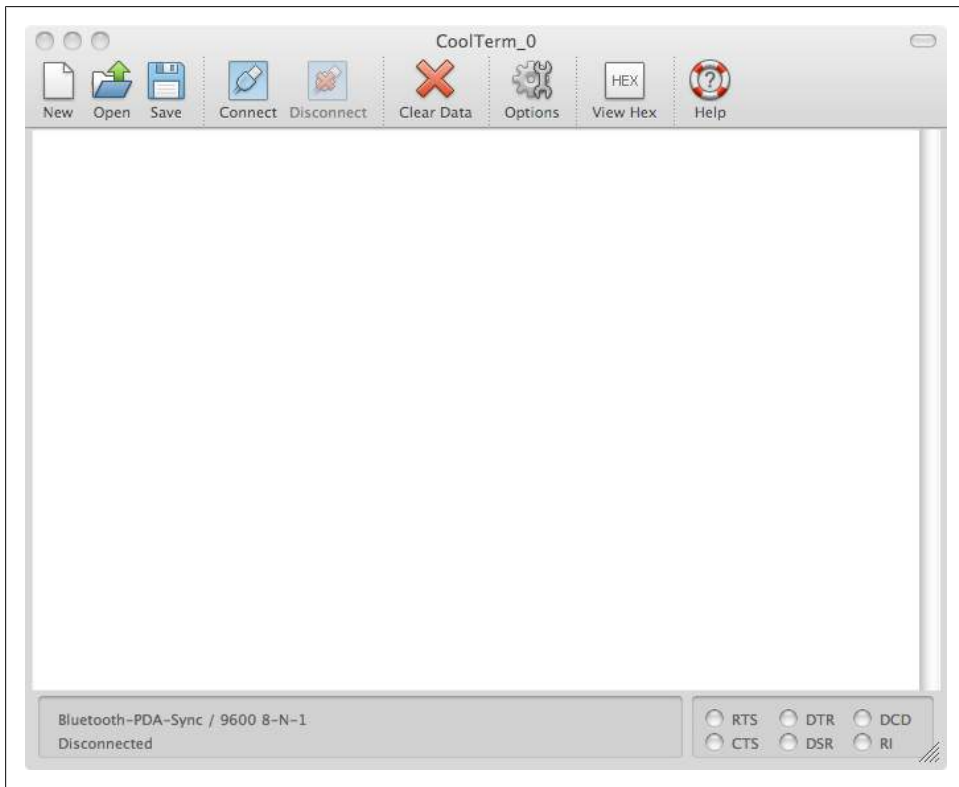 CoolTerm_0
New Open Save Connect Disconnect Clear Data Options HEX View Hex ? Help
Bluetooth-PDA-Sync / 9600 8-N-1
Disconnected
RTS DTR DCD
CTS DSR RI